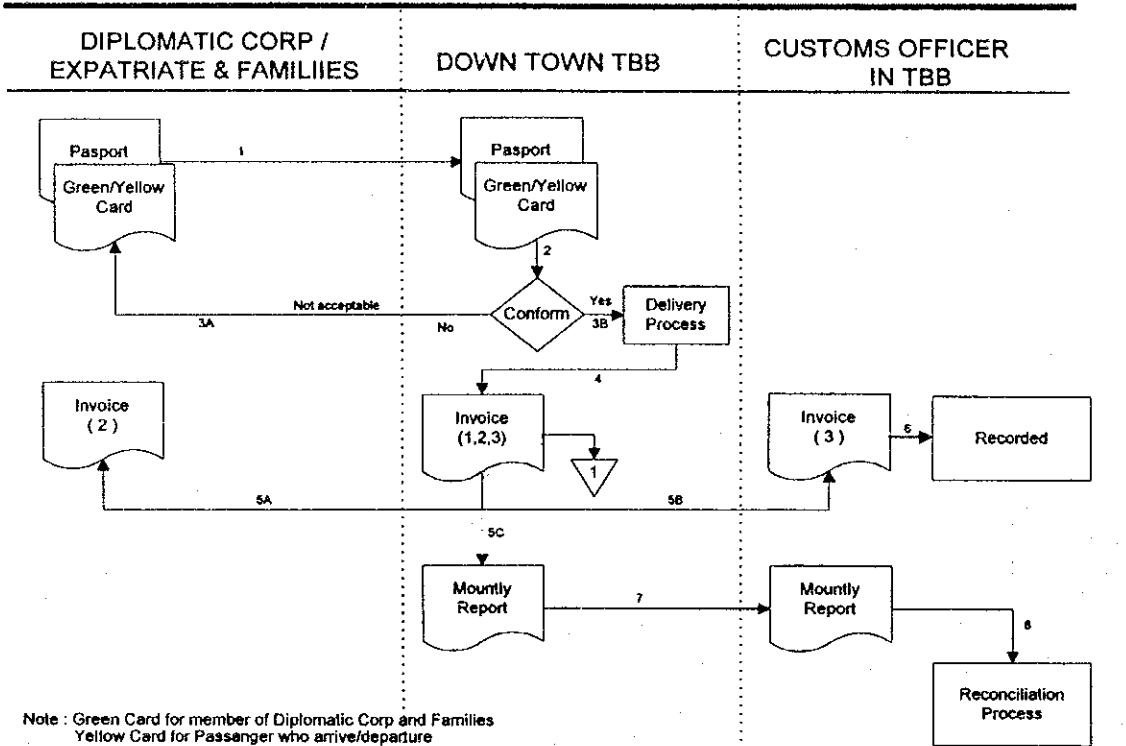 DIPLOMATIC CORP /
EXPATRIATE & FAMILIIES
DOWN TOWN TBB
CUSTOMS OFFICER
IN TBB
Pasport
Green/Yellow
Card
1
Pasport
Green/Yellow
Card
2
Not acceptable
3A
No
Conform
Yes
3B
Delivery
Process
4
Invoice
( 2 )
Invoice
(1,2,3)
1
Invoice
( 3 )
6
Recorded
5A
5B
5C
Mountly
Report
7
Mountly
Report
8
Reconciliation
Process
Note : Green Card for member of Diplomatic Corp and Families
Yellow Card for Passanger who arrive/departure